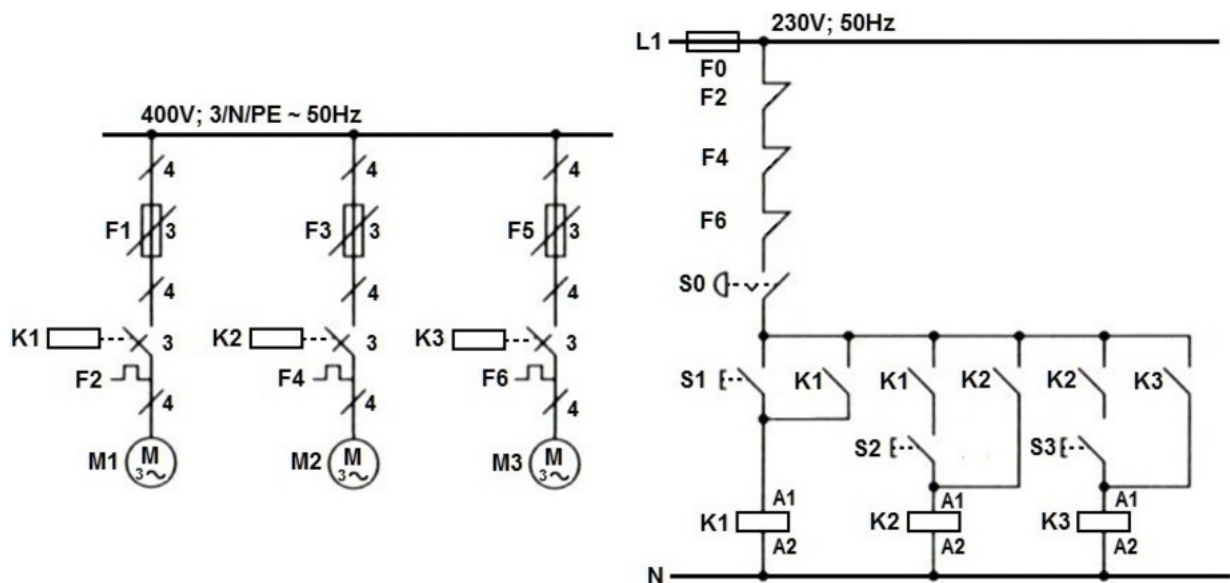 400V; 3/N/PE ~ 50Hz
4 4 4
F1 3 F3 3 F5 3
4 4 4
K1 3 K2 3 K3 3
F2 F4 F6
4 4 4
M1 M 3~ M2 M 3~ M3 M 3~
230V; 50Hz
L1
F0
F2
F4
F6
S0
S1 K1 K1 K2 K2 K3
S2 S3
A1 A1 A1
K1 K2 K3
A2 A2 A2
N